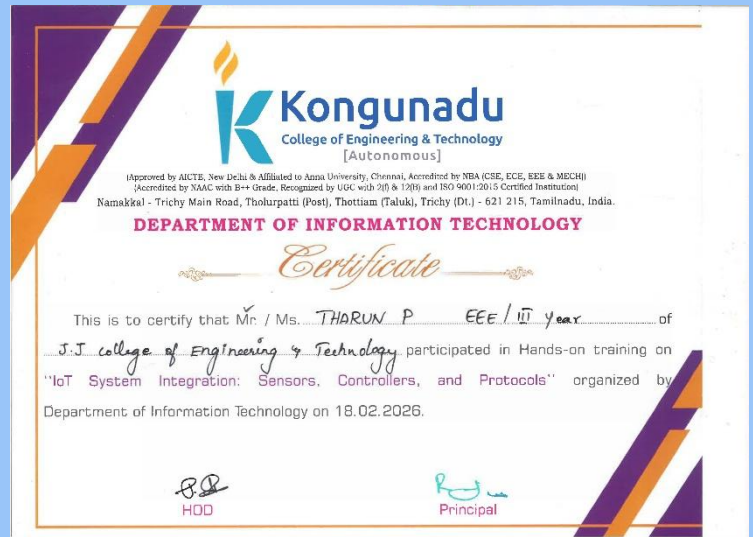 Kongunadu
College of Engineering & Technology
[Autonomous]
(Approved by AICTE, New Delhi & Affiliated to Anna University, Chennai, Accredited by NBA (CSE, ECE, EEE & MECH))
(Accredited by NAAC with B++ Grade, Recognized by UGC with 2(f) & 12(B) and ISO 9001:2015 Certified Institution)
Namakkal - Trichy Main Road, Tholurpatti (Post), Thottiam (Taluk), Trichy (Dt.) - 621 215, Tamilnadu, India.
DEPARTMENT OF INFORMATION TECHNOLOGY
Certificate
This is to certify that Mr. / Ms. THARUN P EEE / III Year of
J.J college of Engineering & Technology participated in Hands-on training on
"IoT System Integration: Sensors, Controllers, and Protocols" organized by
Department of Information Technology on 18.02.2026.
HOD
Principal